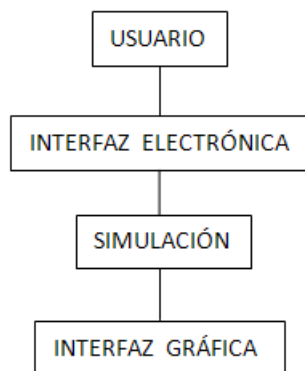 USUARIO
INTERFAZ ELECTRÓNICA
SIMULACIÓN
INTERFAZ GRÁFICA